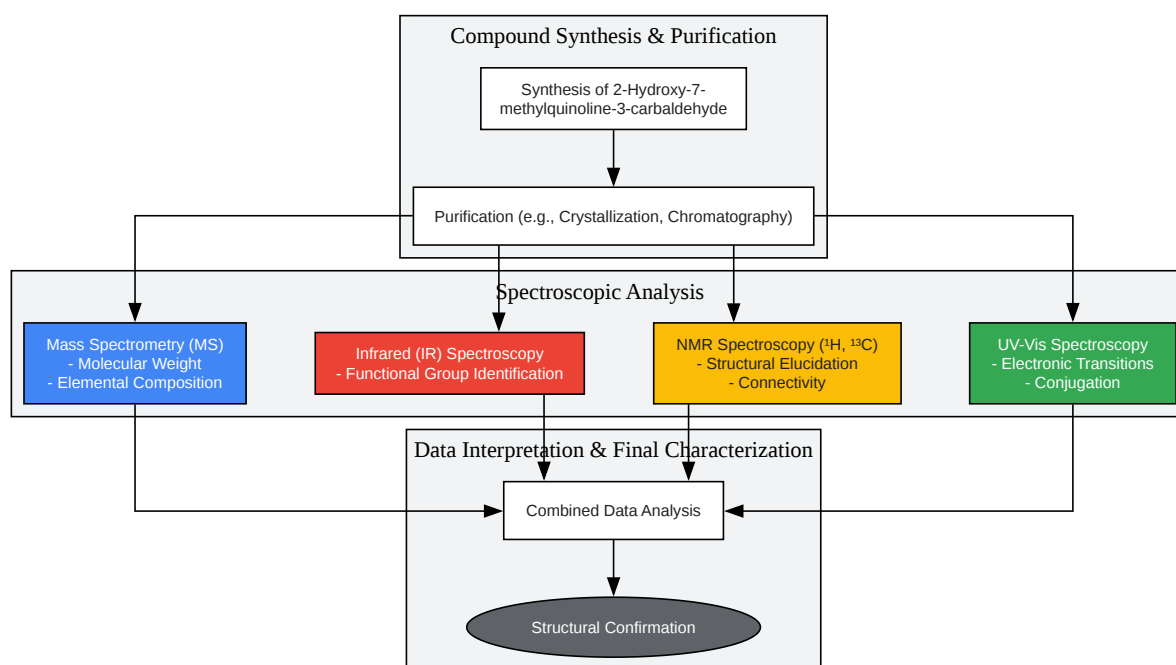 Compound Synthesis & Purification
Synthesis of 2-Hydroxy-7-
methylquinoline-3-carbaldehyde
Purification (e.g., Crystallization, Chromatography)
Spectroscopic Analysis
Mass Spectrometry (MS)
- Molecular Weight
- Elemental Composition
Infrared (IR) Spectroscopy
- Functional Group Identification
NMR Spectroscopy (¹H, ¹³C)
- Structural Elucidation
- Connectivity
UV-Vis Spectroscopy
- Electronic Transitions
- Conjugation
Data Interpretation & Final Characterization
Combined Data Analysis
Structural Confirmation